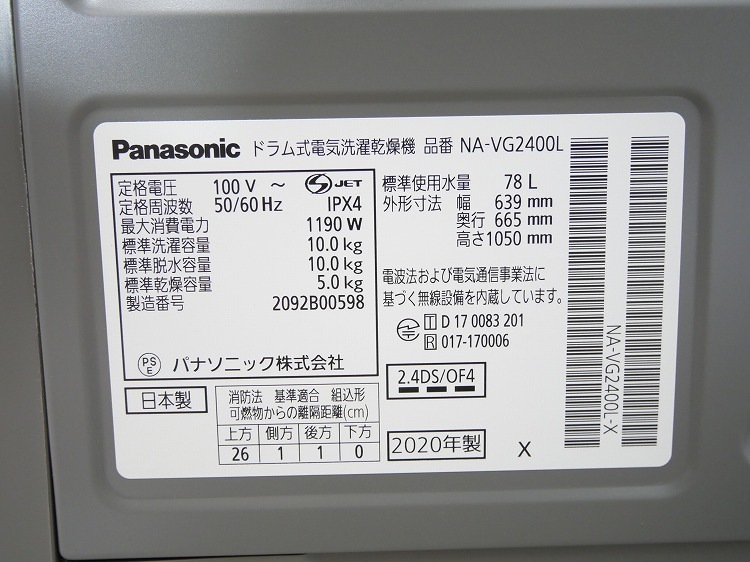 Panasonic ドラム式電気洗濯乾燥機 品番 NA-VG2400L
定格電圧 100 V ～ S JET
定格周波数 50/60 Hz IPX4
最大消費電力 1190 W
標準洗濯容量 10.0 kg
標準脱水容量 10.0 kg
標準乾燥容量 5.0 kg
製造番号 2092B00598
PS E パナソニック株式会社
標準使用水量 78 L
外形寸法 幅 639 mm
奥行 665 mm
高さ 1050 mm
電波法および電気通信事業法に
基づく無線設備を内蔵しています。
T D 17 0083 201
R 017-170006
2.4DS/OF4
日本製
消防法 基準適合 組込形
可燃物からの離隔距離(cm)
上方 側方 後方 下方
26 1 1 0
2020年製 X
NA-VG2400L-X